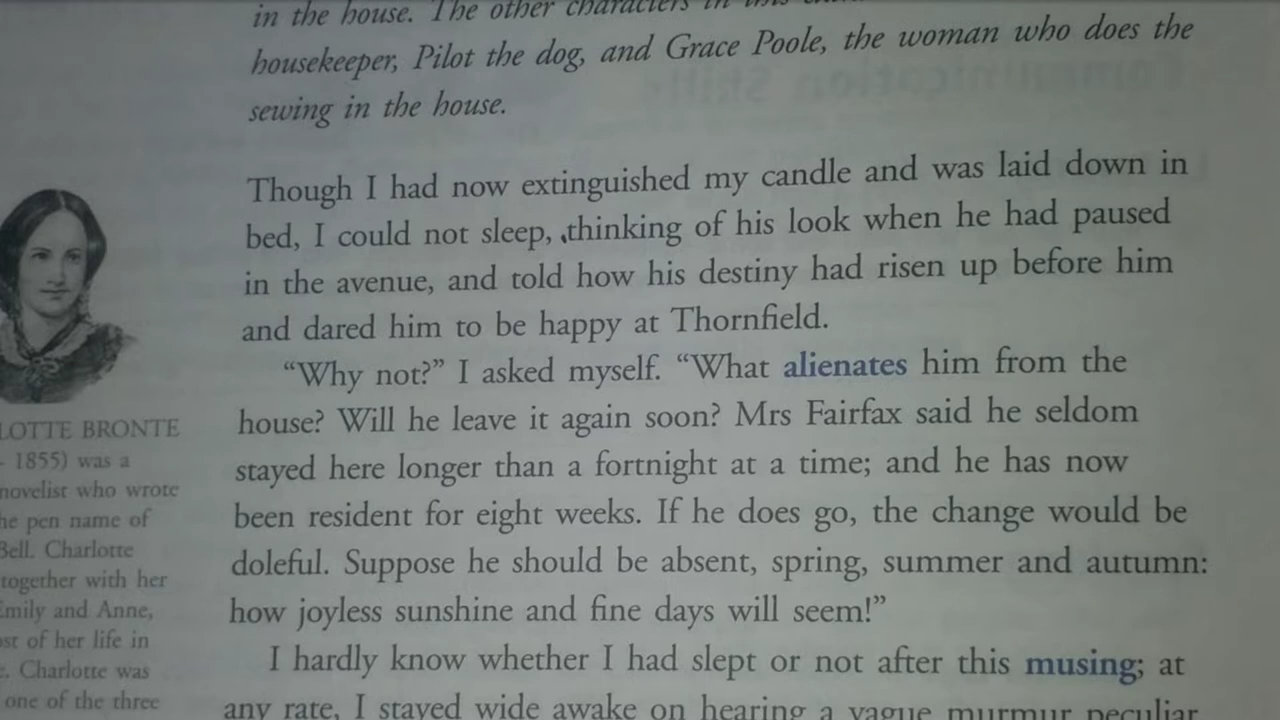 in the house. The other characters in this
housekeeper, Pilot the dog, and Grace Poole, the woman who does the
sewing in the house.
Though I had now extinguished my candle and was laid down in
bed, I could not sleep, thinking of his look when he had paused
in the avenue, and told how his destiny had risen up before him
and dared him to be happy at Thornfield.
“Why not?” I asked myself. “What alienates him from the
house? Will he leave it again soon? Mrs Fairfax said he seldom
stayed here longer than a fortnight at a time; and he has now
been resident for eight weeks. If he does go, the change would be
doleful. Suppose he should be absent, spring, summer and autumn:
how joyless sunshine and fine days will seem!”
I hardly know whether I had slept or not after this musing; at
any rate, I stayed wide awake on hearing a vague murmur, peculiar
LOTTE BRONTE
- 1855) was a
novelist who wrote
he pen name of
Bell. Charlotte
together with her
Emily and Anne,
ost of her life in
e. Charlotte was
one of the three
Communication Skills